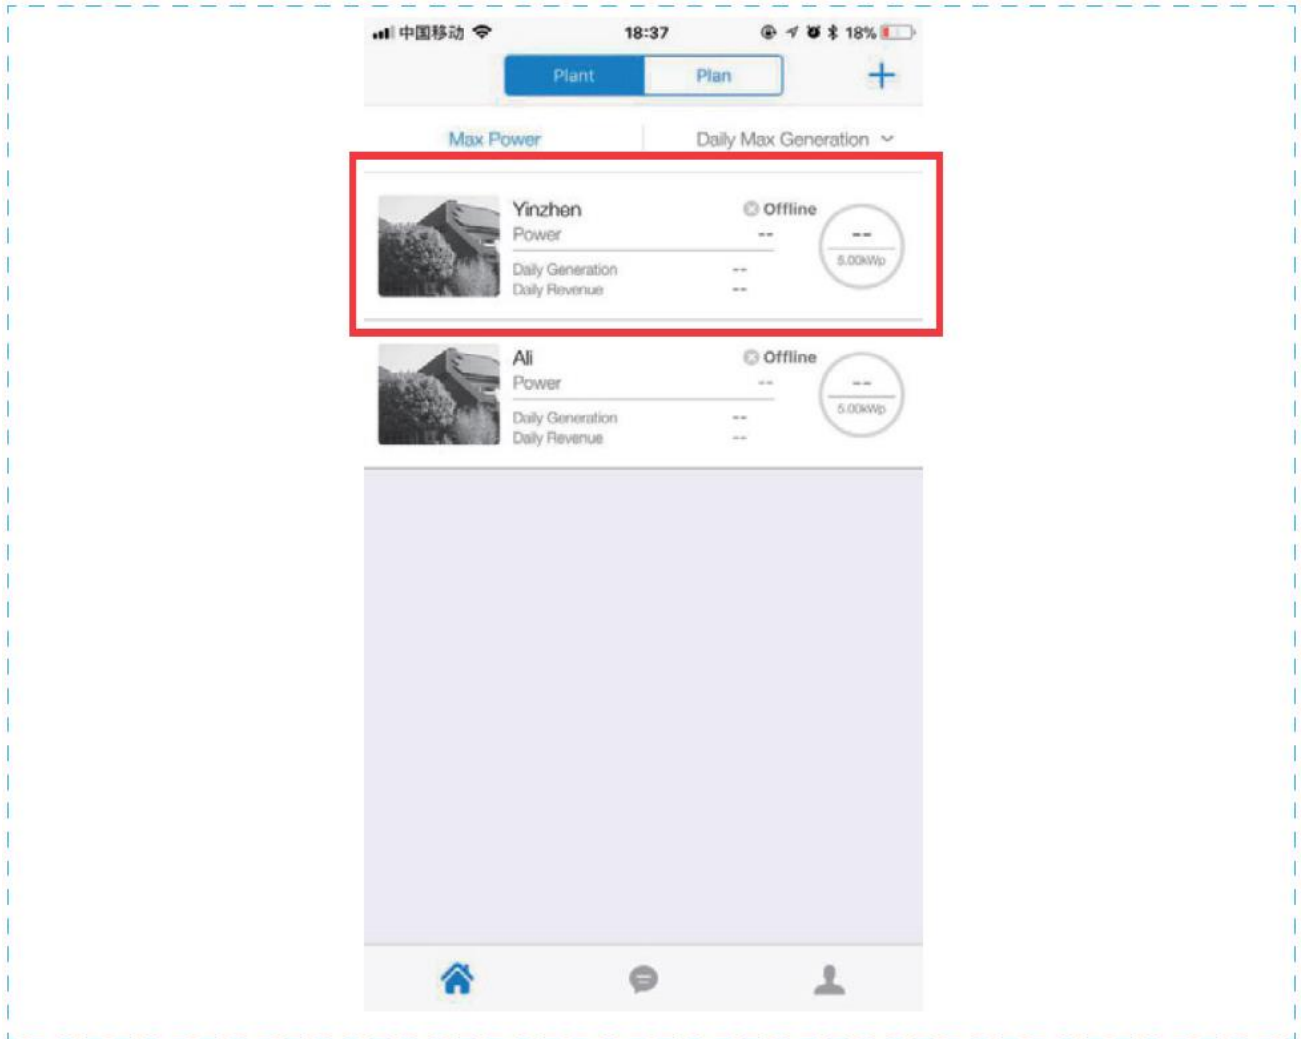 中国移动 18:37 18%
Plant Plan +
Max Power Daily Max Generation
Yinzhen Offline
Power --
--
5.00kWp
Daily Generation --
Daily Revenue --
Ali Offline
Power --
--
5.00kWp
Daily Generation --
Daily Revenue --